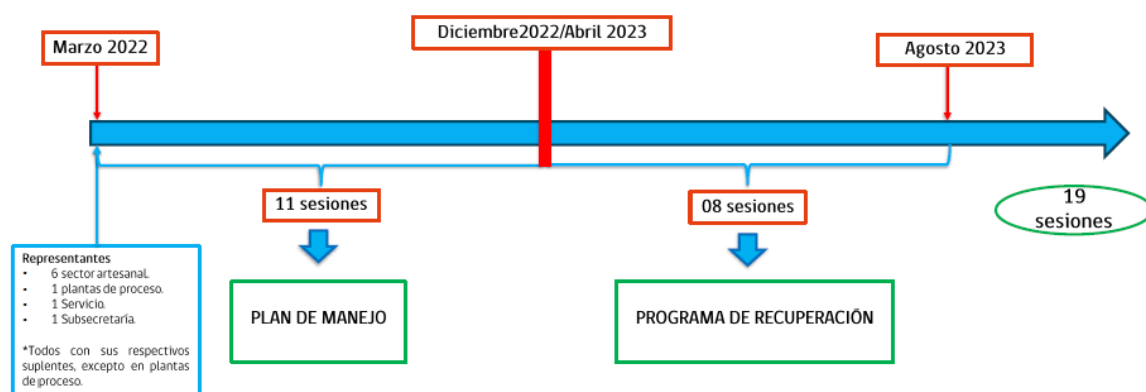 Diciembre2022/Abril 2023
Marzo 2022
Agosto 2023
11 sesiones
08 sesiones
19
sesiones
Representantes
• 6 sector artesanal.
• 1 plantas de proceso.
• 1 Servicio.
• 1 Subsecretaría.
*Todos con sus respectivos
suplentes, excepto en plantas
de proceso.
PLAN DE MANEJO
PROGRAMA DE RECUPERACIÓN